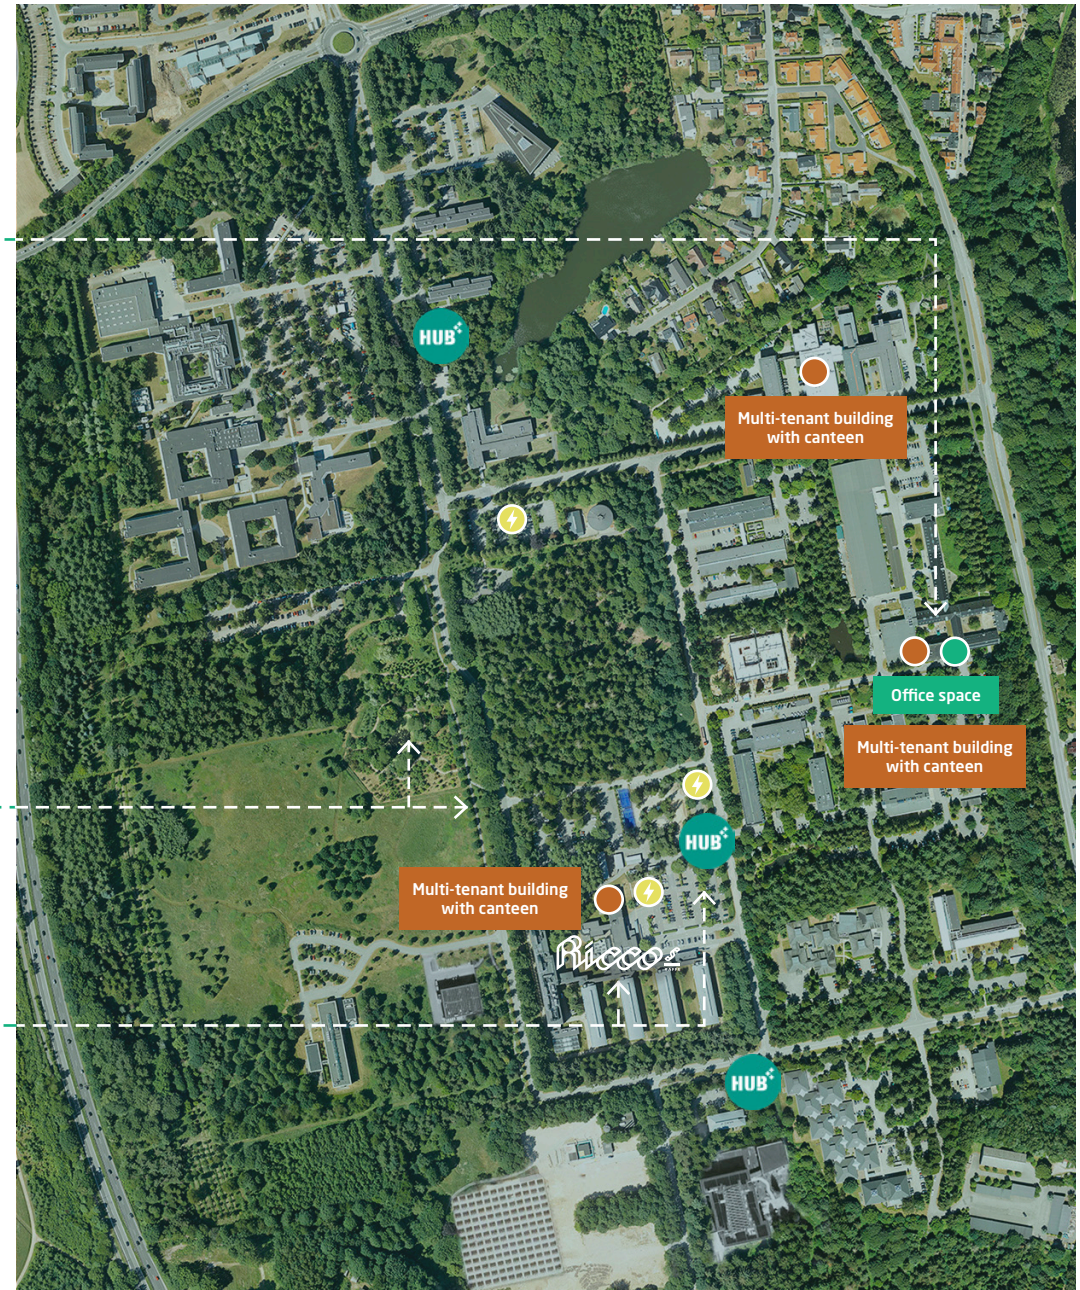 HUB
Multi-tenant building
with canteen
Office space
Multi-tenant building
with canteen
HUB
Multi-tenant building
with canteen
Ricco's
HUB